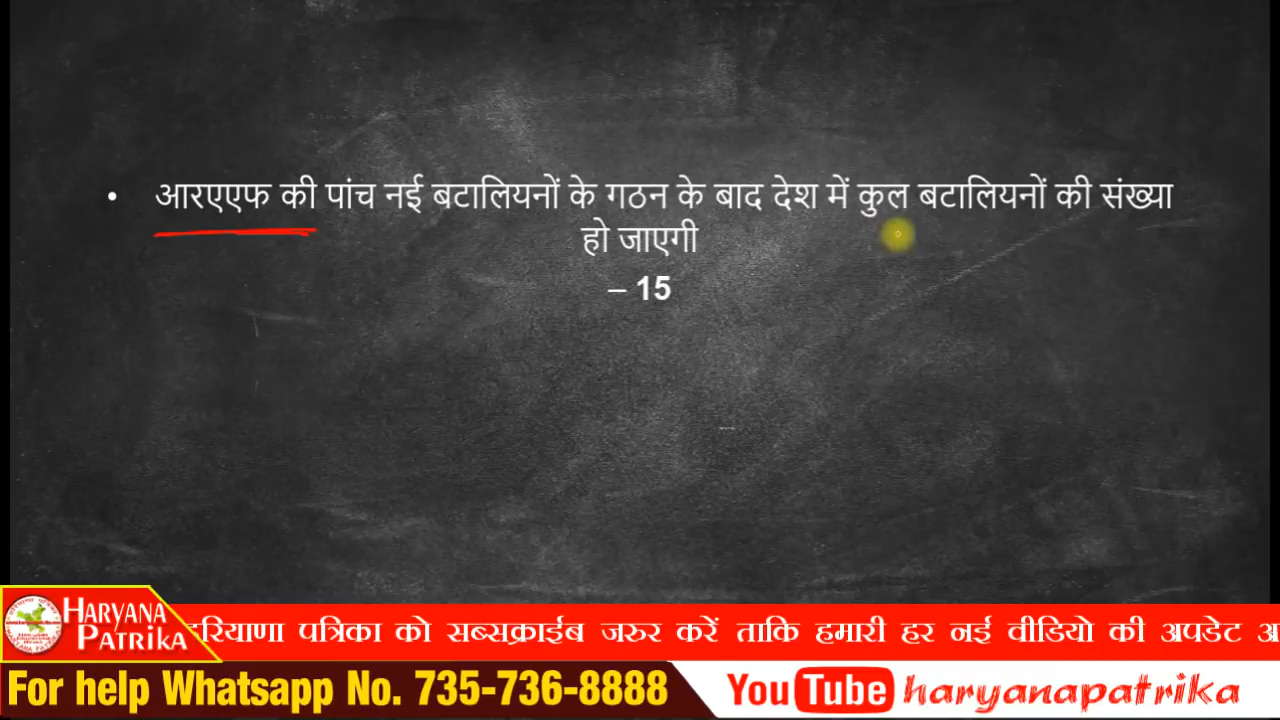 • आरएएफ की पांच नई बटालियनों के गठन के बाद देश में कुल बटालियनों की संख्या
हो जाएगी
– 15
HARYANA
PATRIKA
हरियाणा पत्रिका को सब्सक्राईब जरुर करें ताकि हमारी हर नई वीडियो की अपडेट
For help Whatsapp No. 735-736-8888
YouTube haryanapatrika